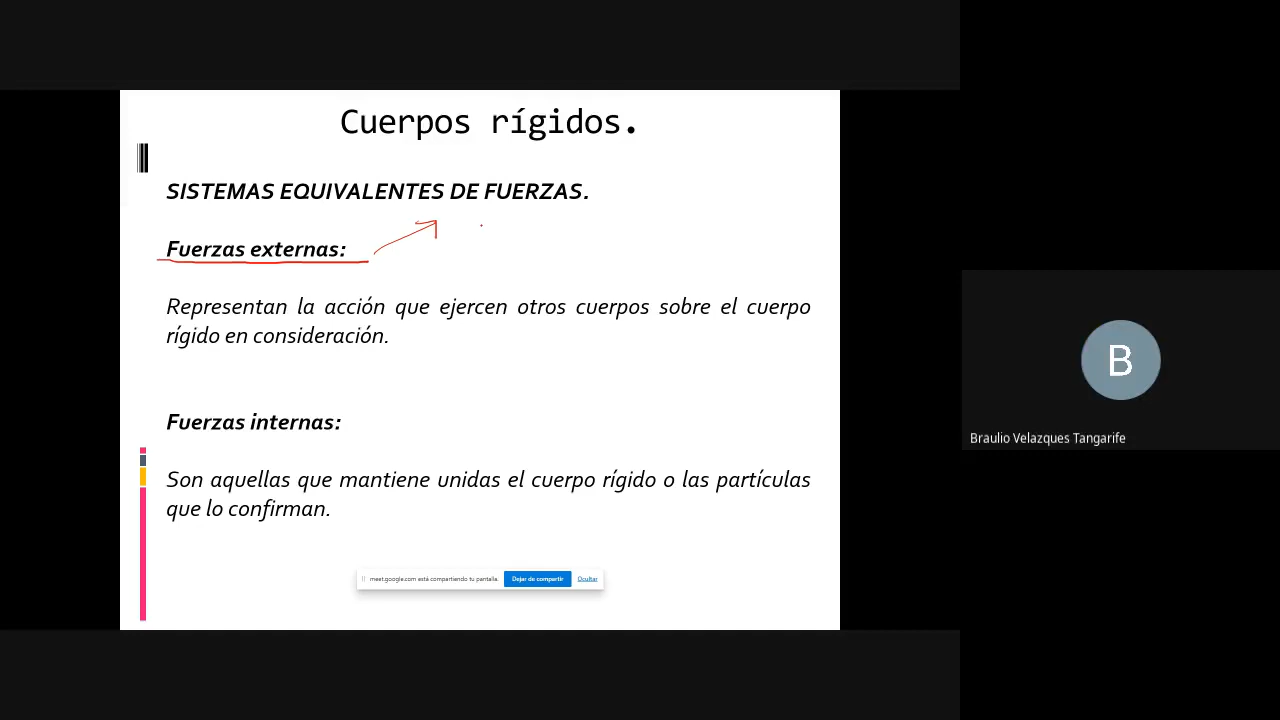 Cuerpos rígidos.
SISTEMAS EQUIVALENTES DE FUERZAS.
Fuerzas externas:
Representan la acción que ejercen otros cuerpos sobre el cuerpo
rígido en consideración.
Fuerzas internas:
Son aquellas que mantiene unidas el cuerpo rígido o las partículas
que lo confirman.
meet.google.com está compartiendo tu pantalla. Dejar de compartir Ocultar
B
Braulio Velazques Tangarife